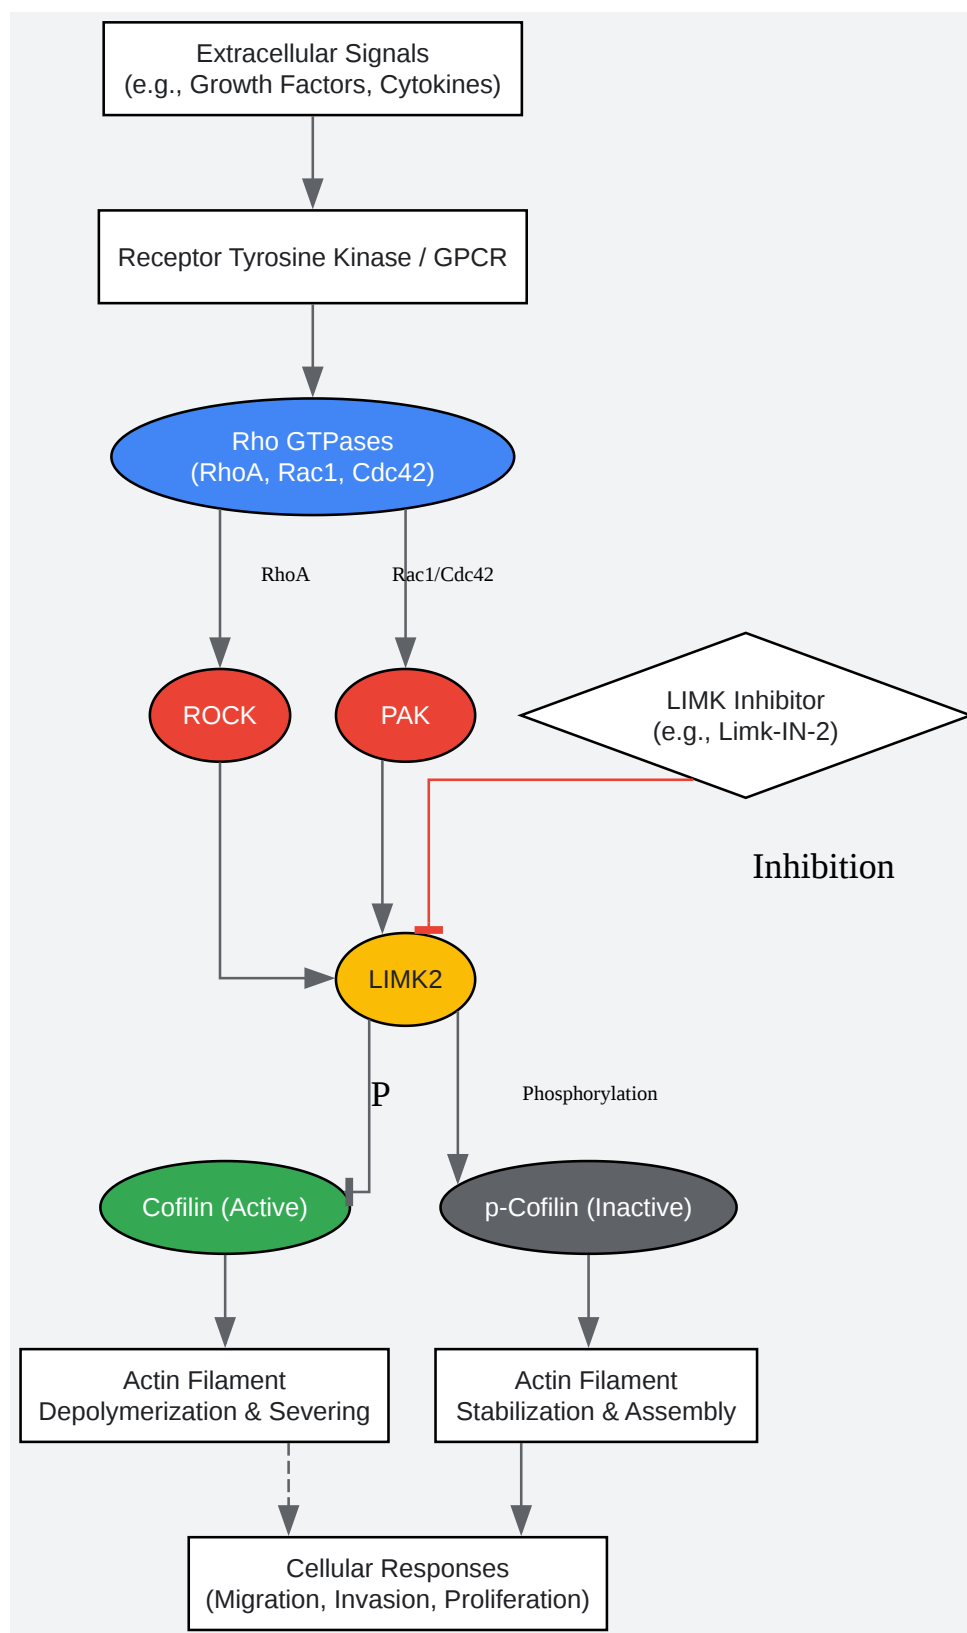 Extracellular Signals
(e.g., Growth Factors, Cytokines)
Receptor Tyrosine Kinase / GPCR
Rho GTPases
(RhoA, Rac1, Cdc42)
RhoA
Rac1/Cdc42
ROCK
PAK
LIMK Inhibitor
(e.g., Limk-IN-2)
Inhibition
LIMK2
P
Phosphorylation
Cofilin (Active)
p-Cofilin (Inactive)
Actin Filament
Depolymerization & Severing
Actin Filament
Stabilization & Assembly
Cellular Responses
(Migration, Invasion, Proliferation)